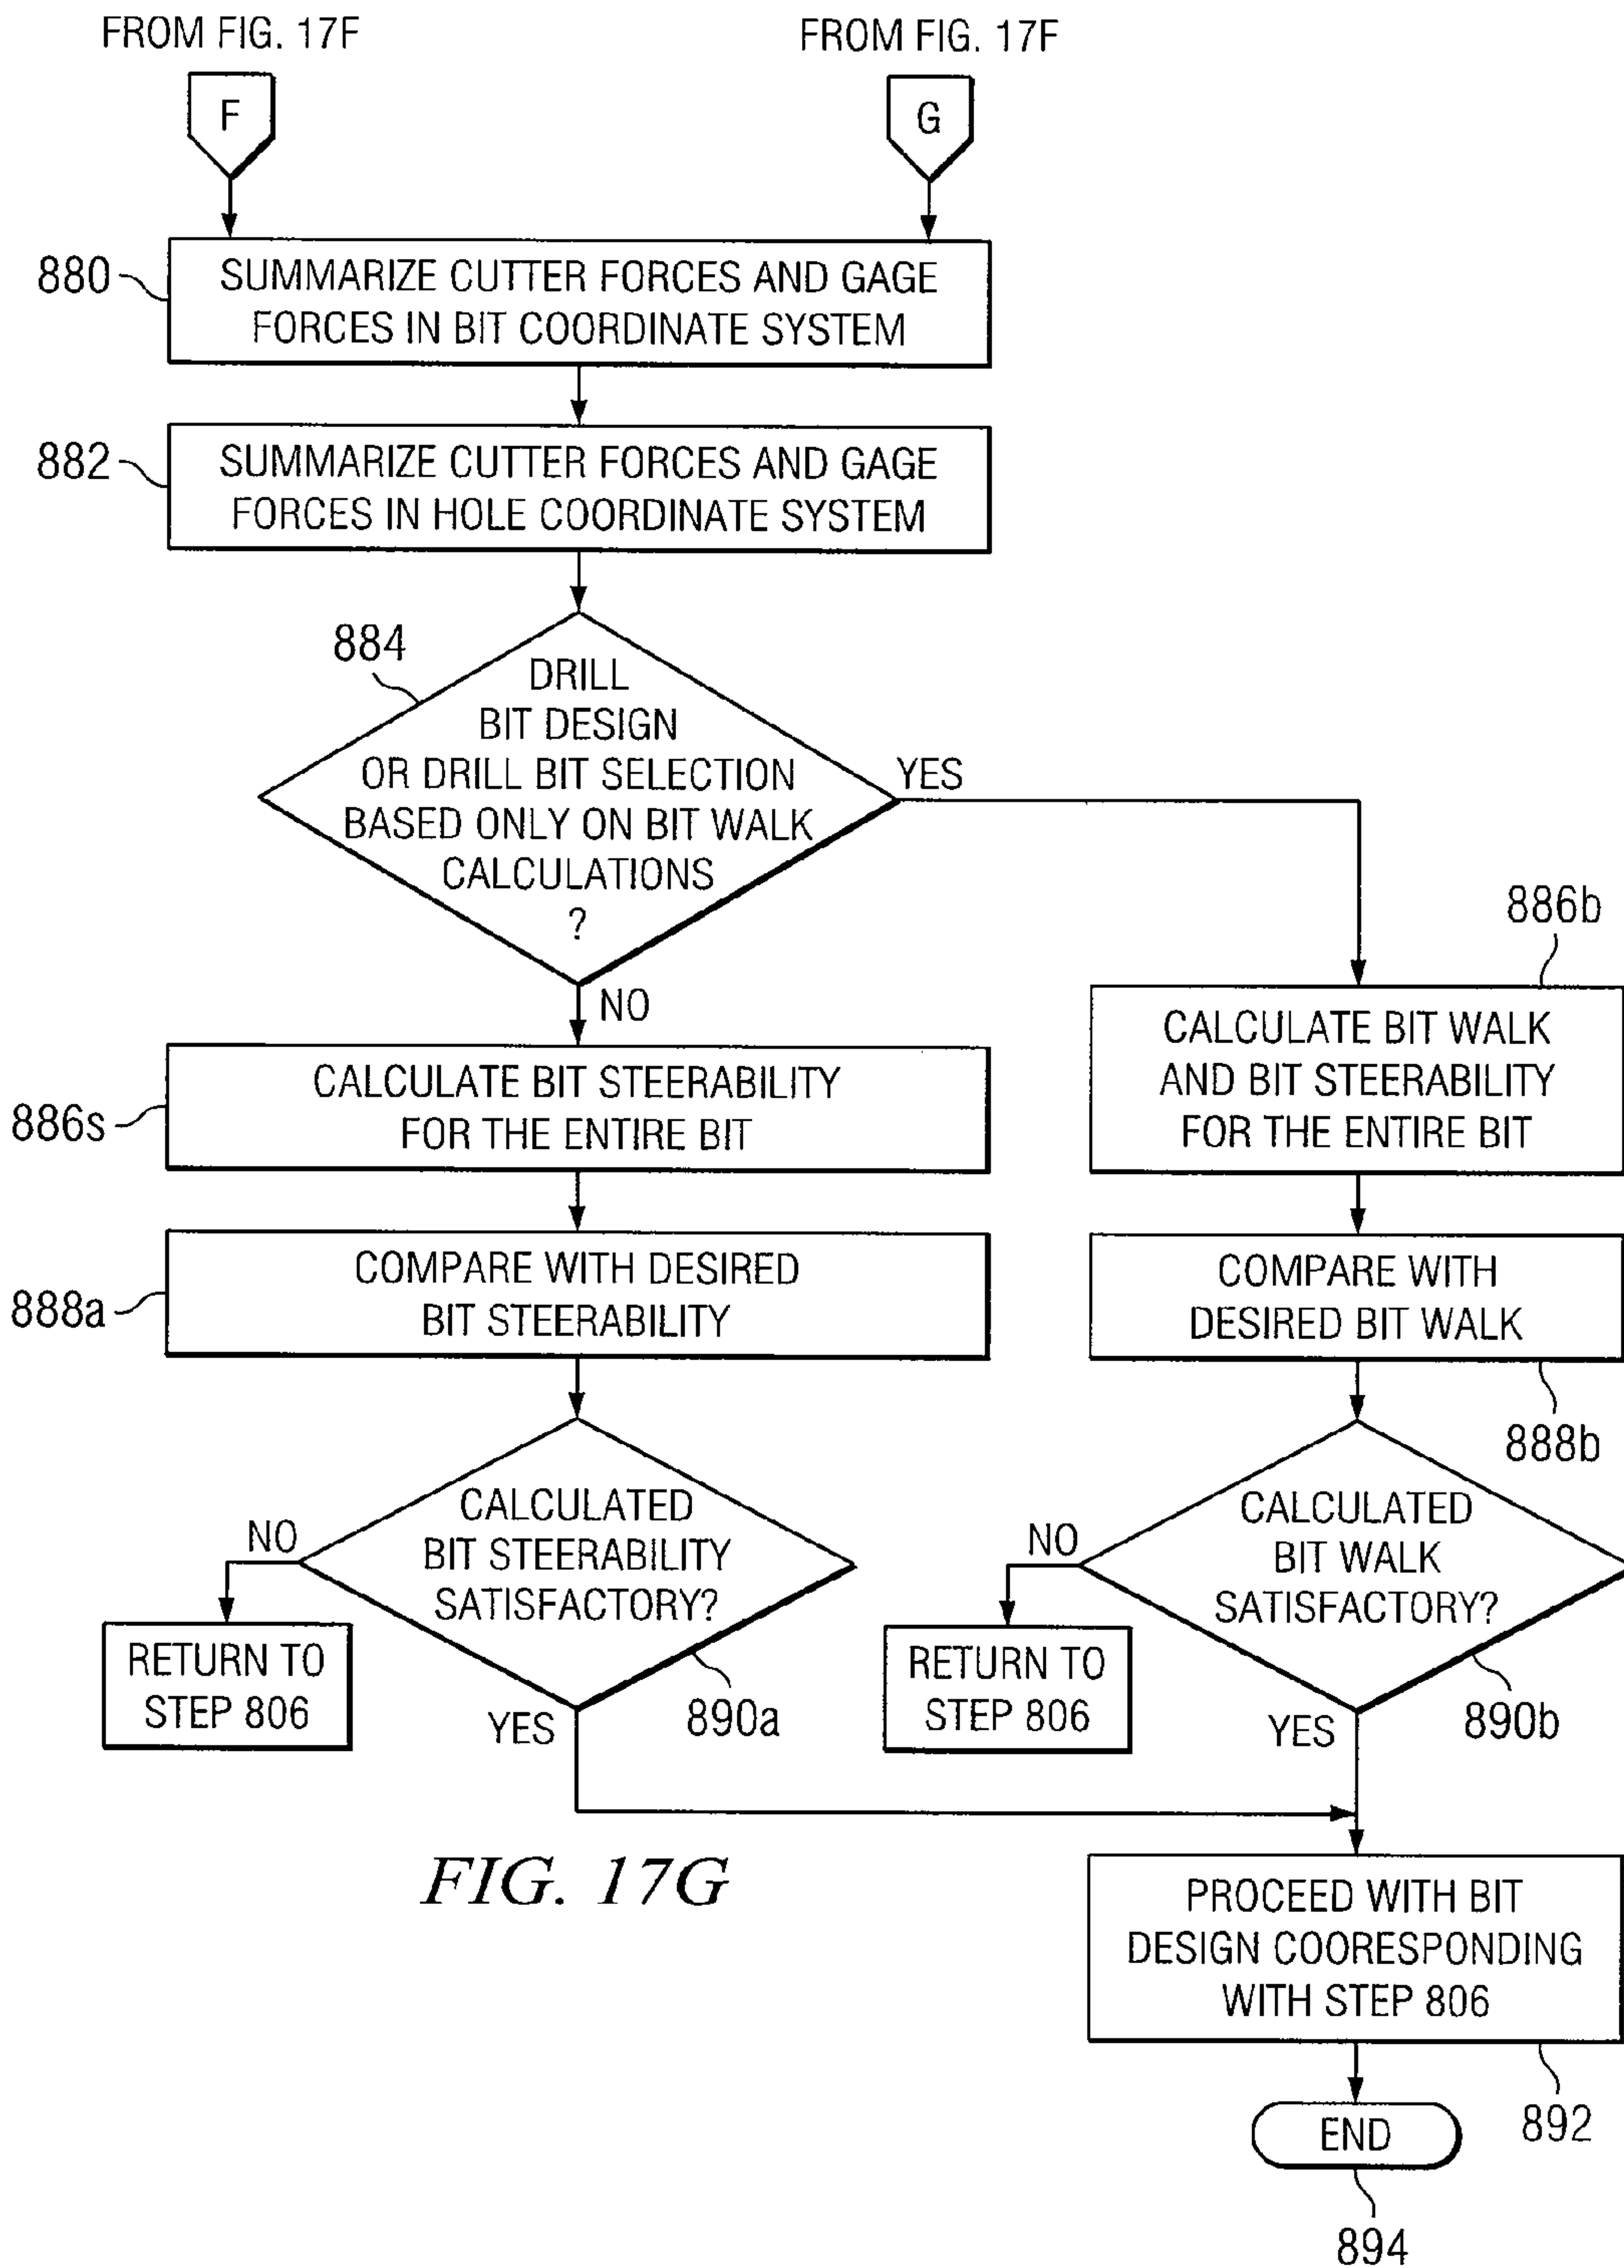 FROM FIG. 17F
FROM FIG. 17F
F
G
880
SUMMARIZE CUTTER FORCES AND GAGE
FORCES IN BIT COORDINATE SYSTEM
882
SUMMARIZE CUTTER FORCES AND GAGE
FORCES IN HOLE COORDINATE SYSTEM
884
DRILL
BIT DESIGN
OR DRILL BIT SELECTION
BASED ONLY ON BIT WALK
CALCULATIONS
?
YES
NO
886s
CALCULATE BIT STEERABILITY
FOR THE ENTIRE BIT
886b
CALCULATE BIT WALK
AND BIT STEERABILITY
FOR THE ENTIRE BIT
888a
COMPARE WITH DESIRED
BIT STEERABILITY
COMPARE WITH
DESIRED BIT WALK
888b
CALCULATED
BIT STEERABILITY
SATISFACTORY?
NO
RETURN TO
STEP 806
YES
890a
CALCULATED
BIT WALK
SATISFACTORY?
NO
RETURN TO
STEP 806
YES
890b
FIG. 17G
PROCEED WITH BIT
DESIGN COORESPONDING
WITH STEP 806
892
END
894